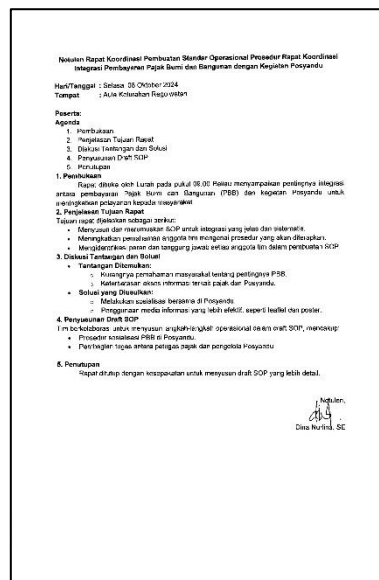 Notulen Rapat Koordinasi Pembuatan Standar Operasional Prosedur Rapat Koordinasi
Integrasi Pembayaran Pajak Bumi dan Bangunan dengan Kegiatan Posyandu
Hari/Tanggal : Selasa 08 Oktober 2024
Tempat : Aula Kelurahan
Peserta:
Agenda
1. Pembukaan
2. Penjelasan Tujuan Rapat
3. Diskusi Tantangan dan Solusi
4. Penyusunan Draft SOP
5. Penutupan
1. Pembukaan
Rapat dibuka oleh Lurah pada pukul 09.00 Beliau menyampaikan pentingnya integrasi
antara pembayaran Pajak Bumi dan Bangunan (PBB) dan kegiatan Posyandu untuk
meningkatkan pelayanan kepada masyarakat
2. Penjelasan Tujuan Rapat
Tujuan rapat dijelaskan sebagai berikut:
• Menyusun dan merumuskan SOP untuk integrasi yang jelas dan sistematis.
• Meningkatkan pemahaman anggota tim mengenai prosedur yang akan diterapkan.
• Mengidentifikasi peran dan tanggung jawab setiap anggota tim dalam pembuatan SOP
3. Diskusi Tantangan dan Solusi
• Tantangan Ditemukan:
○ Kurangnya pemahaman masyarakat tentang pentingnya PBB.
○ Keterbatasan akses informasi terkait pajak dan Posyandu.
• Solusi yang Diusulkan:
○ Melakukan sosialisasi bersama di Posyandu.
○ Penggunaan media informasi yang lebih efektif, seperti leaflet dan poster.
4. Penyusunan Draft SOP
Tim berkolaborasi untuk menyusun langkah-langkah operasional dalam draft SOP, mencakup:
• Prosedur sosialisasi PBB di Posyandu.
• Pembagian tugas antara petugas pajak dan pengelola Posyandu
5. Penutupan
Rapat ditutup dengan kesepakatan untuk menyusun draft SOP yang lebih detail.
Notulen,
Dina SE